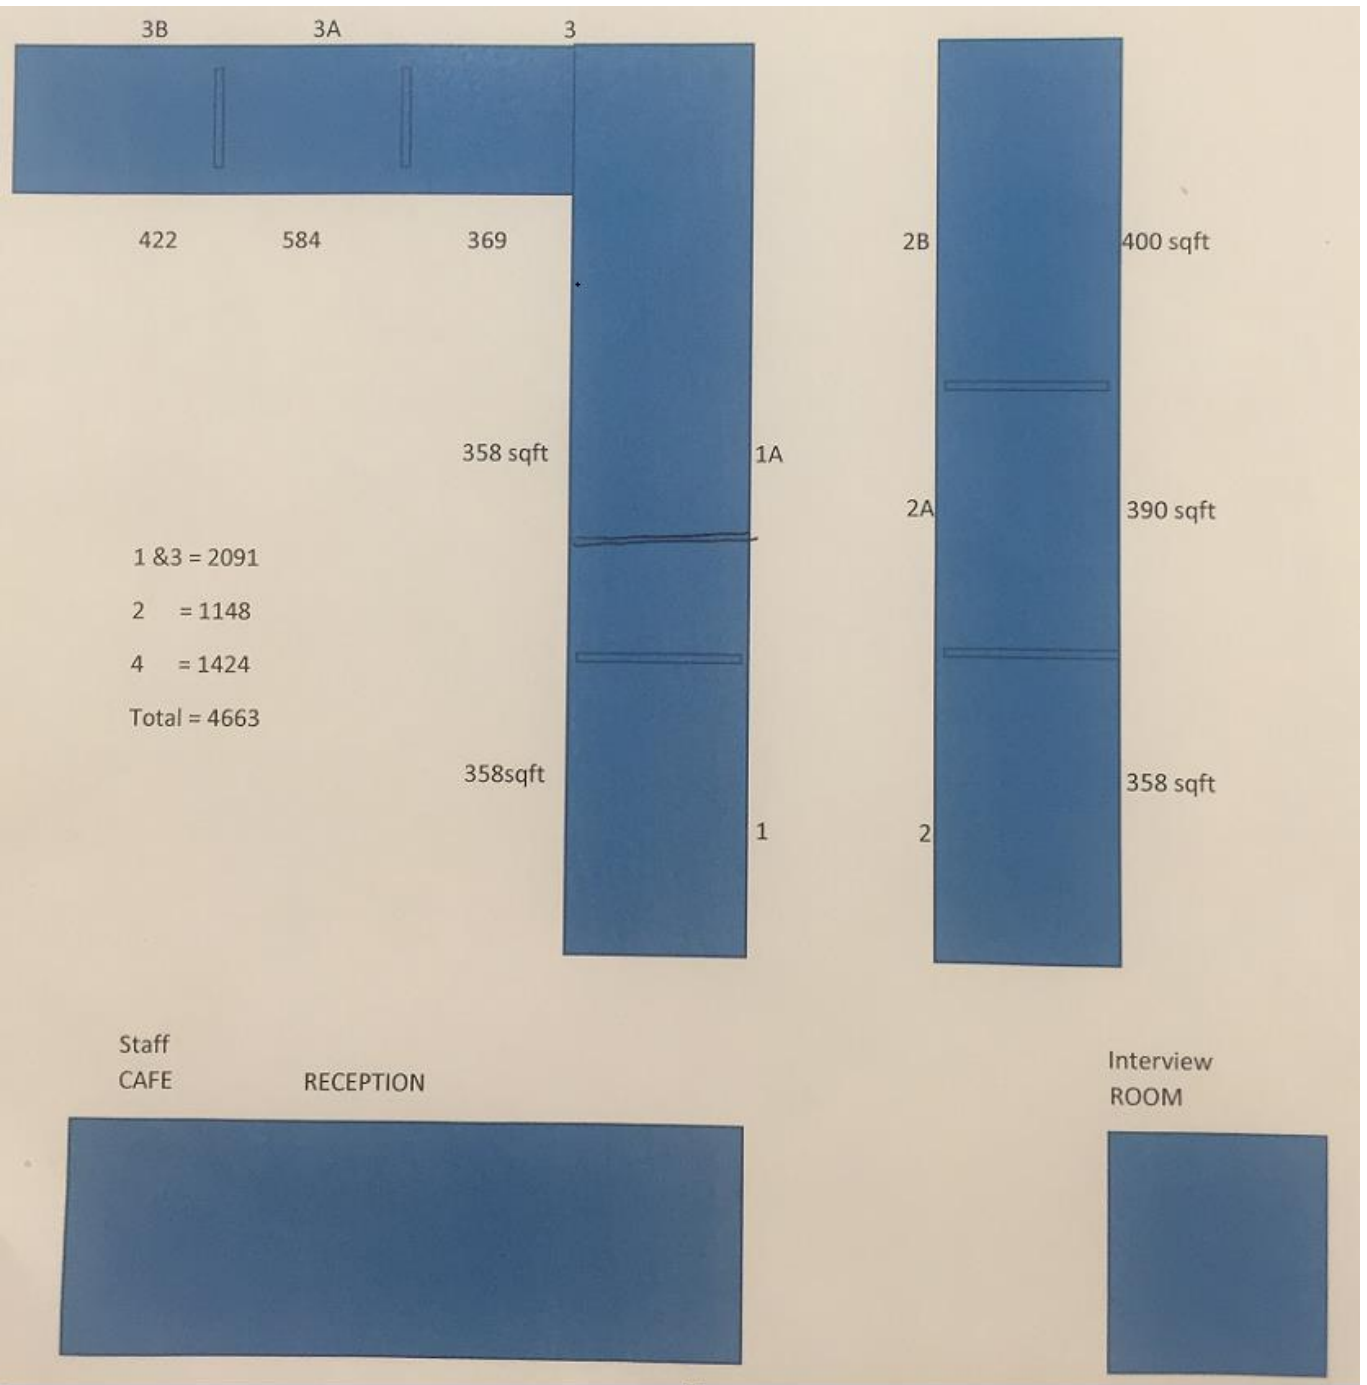 3B 3A 3
422 584 369
2B 400 sqft
358 sqft 1A
2A 390 sqft
1 &3 = 2091
2 = 1148
4 = 1424
Total = 4663
358sqft
358 sqft
1
2
Staff
CAFE
RECEPTION
Interview
ROOM